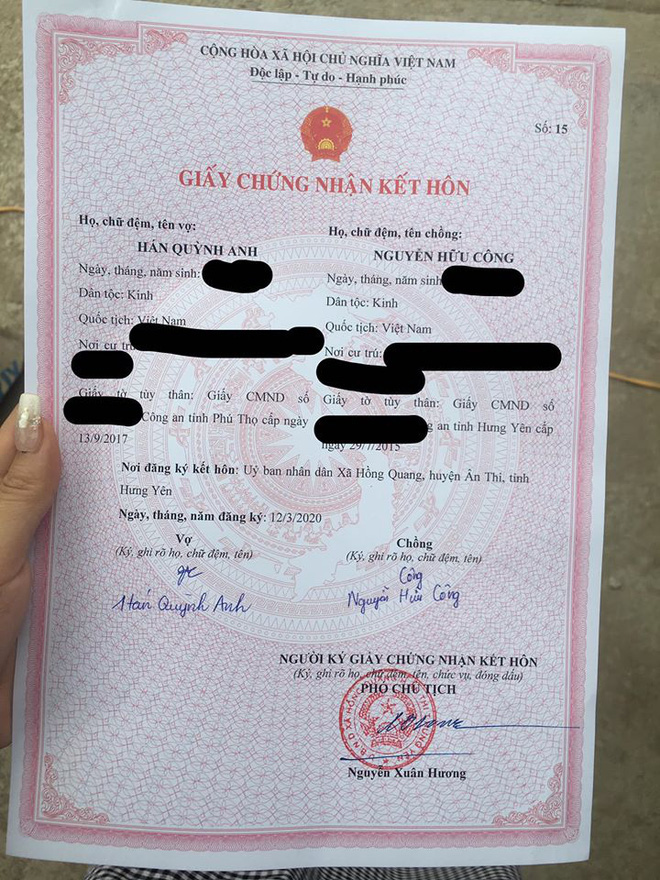 CỘNG HÒA XÃ HỘI CHỦ NGHĨA VIỆT NAM
Độc lập - Tự do - Hạnh phúc
Số: 15
GIẤY CHỨNG NHẬN KẾT HÔN
Họ, chữ đệm, tên vợ:
HÁN QUỲNH ANH
Ngày, tháng, năm sinh:
Dân tộc: Kinh
Quốc tịch: Việt Nam
Nơi cư trú:
Giấy tờ tùy thân: Giấy CMND số
Công an tỉnh Phú Thọ cấp ngày
13/9/2017
Họ, chữ đệm, tên chồng:
NGUYỄN HỮU CÔNG
Ngày, tháng, năm sinh
Dân tộc: Kinh
Quốc tịch: Việt Nam
Nơi cư trú:
Giấy tờ tùy thân: Giấy CMND số
an tỉnh Hưng Yên cấp
ngày 29/7/2015
Nơi đăng ký kết hôn: Uỷ ban nhân dân Xã Hồng Quang, huyện Ân Thi, tỉnh
Hưng Yên
Ngày, tháng, năm đăng ký: 12/3/2020
Vợ
(Ký, ghi rõ họ, chữ đệm, tên)
Hán Quỳnh Anh
Chồng
(Ký, ghi rõ họ, chữ đệm, tên)
Công
Nguyễn Hữu Công
NGƯỜI KÝ GIẤY CHỨNG NHẬN KẾT HÔN
(Ký, ghi rõ họ, chữ đệm, tên, chức vụ, đóng dấu)
PHÓ CHỦ TỊCH
Nguyễn Xuân Hương